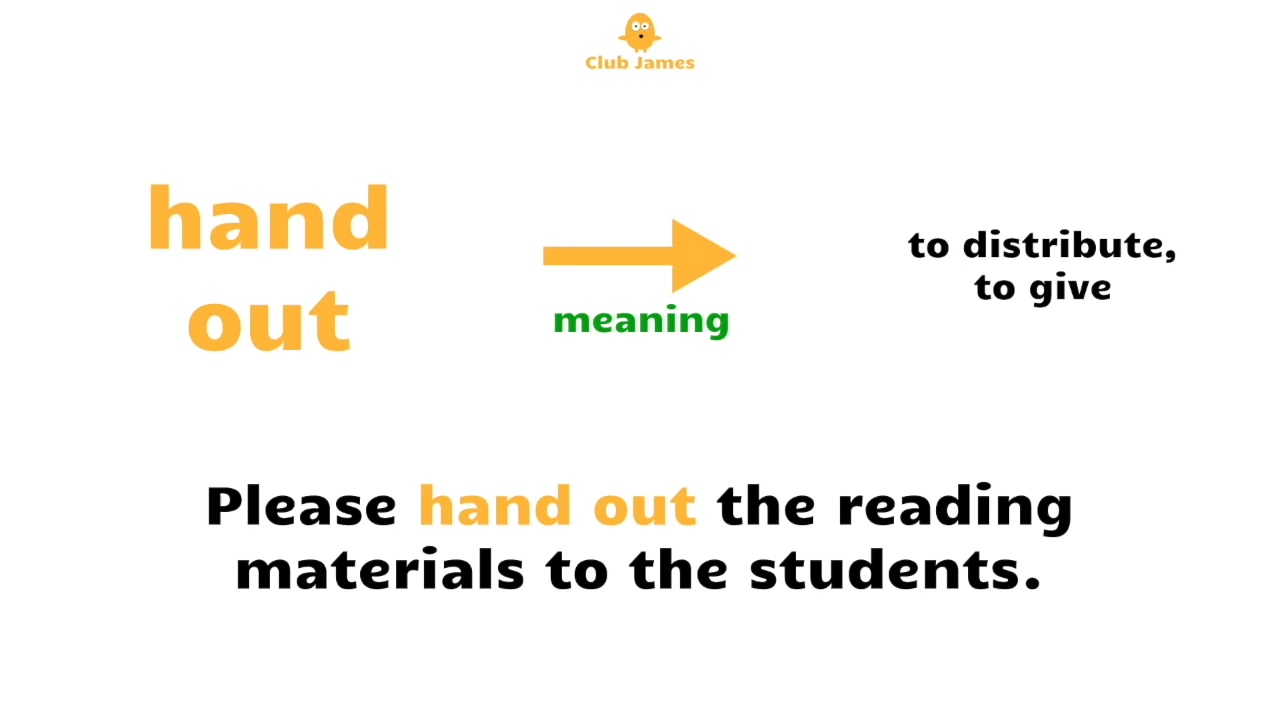 Club James
hand
out
meaning
to distribute,
to give
Please hand out the reading
materials to the students.